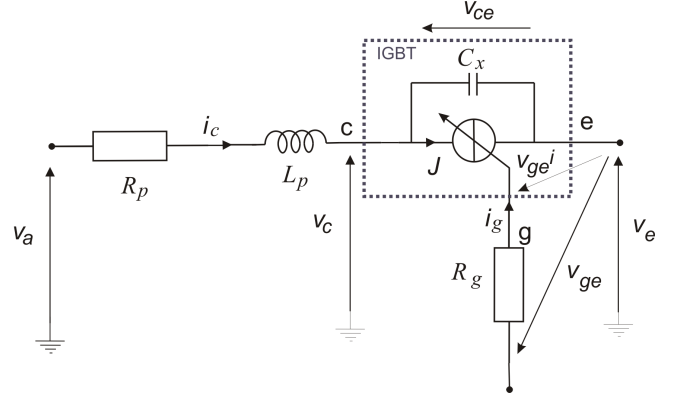 v_ce
IGBT
C_x
i_c
c
e
R_p
L_p
J
v_ge^i
v_a
v_c
i_g
g
v_e
R_g
v_ge